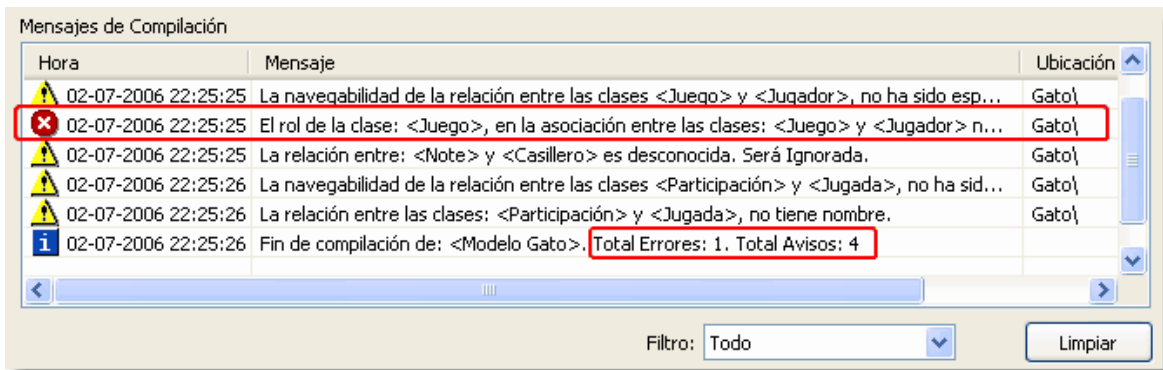 Mensajes de Compilación
Hora Mensaje Ubicación
02-07-2006 22:25:25 La navegabilidad de la relación entre las clases <Juego> y <Jugador>, no ha sido esp... Gato\
02-07-2006 22:25:25 El rol de la clase: <Juego>, en la asociación entre las clases: <Juego> y <Jugador> n... Gato\
02-07-2006 22:25:25 La relación entre: <Note> y <Casillero> es desconocida. Será Ignorada. Gato\
02-07-2006 22:25:26 La navegabilidad de la relación entre las clases <Participación> y <Jugada>, no ha sid... Gato\
02-07-2006 22:25:26 La relación entre las clases: <Participación> y <Jugada>, no tiene nombre. Gato\
02-07-2006 22:25:26 Fin de compilación de: <Modelo Gato>. Total Errores: 1. Total Avisos: 4
Filtro: Todo Limpiar